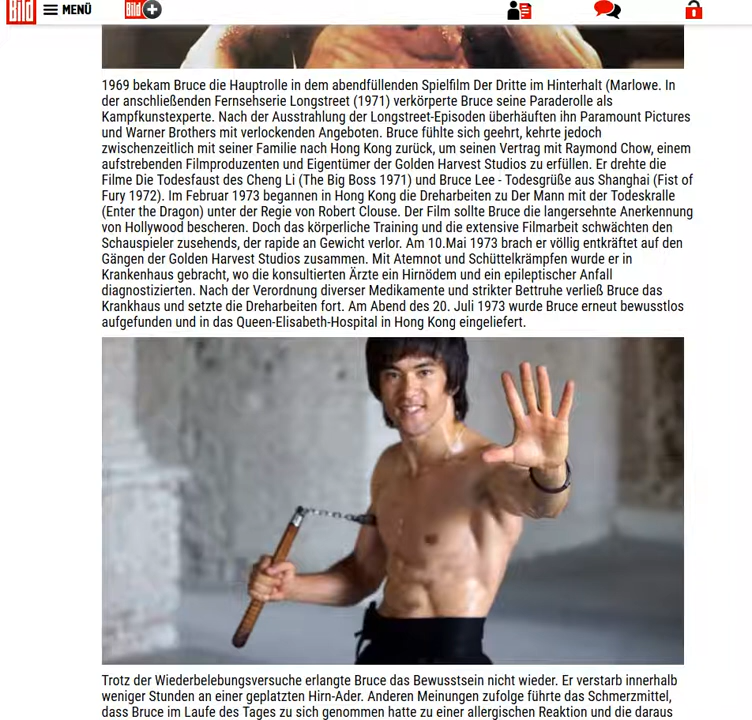 Bild MENÜ Bild
1969 bekam Bruce die Hauptrolle in dem abendfüllenden Spielfilm Der Dritte im Hinterhalt (Marlowe. In
der anschließenden Fernsehserie Longstreet (1971) verkörperte Bruce seine Paraderolle als
Kampfkunstexperte. Nach der Ausstrahlung der Longstreet-Episoden überhäuften ihn Paramount Pictures
und Warner Brothers mit verlockenden Angeboten. Bruce fühlte sich geehrt, kehrte jedoch
zwischenzeitlich mit seiner Familie nach Hong Kong zurück, um seinen Vertrag mit Raymond Chow, einem
aufstrebenden Filmproduzenten und Eigentümer der Golden Harvest Studios zu erfüllen. Er drehte die
Filme Die Todesfaust des Cheng Li (The Big Boss 1971) und Bruce Lee - Todesgrüße aus Shanghai (Fist of
Fury 1972). Im Februar 1973 begannen in Hong Kong die Dreharbeiten zu Der Mann mit der Todeskralle
(Enter the Dragon) unter der Regie von Robert Clouse. Der Film sollte Bruce die langersehnte Anerkennung
von Hollywood bescheren. Doch das körperliche Training und die extensive Filmarbeit schwächten den
Schauspieler zusehends, der rapide an Gewicht verlor. Am 10.Mai 1973 brach er völlig entkräftet auf den
Gängen der Golden Harvest Studios zusammen. Mit Atemnot und Schüttelkrämpfen wurde er in
Krankenhaus gebracht, wo die konsultierten Ärzte ein Hirnödem und ein epileptischer Anfall
diagnostizierten. Nach der Verordnung diverser Medikamente und strikter Bettruhe verließ Bruce das
Krankhaus und setzte die Dreharbeiten fort. Am Abend des 20. Juli 1973 wurde Bruce erneut bewusstlos
aufgefunden und in das Queen-Elisabeth-Hospital in Hong Kong eingeliefert.
Trotz der Wiederbelebungsversuche erlangte Bruce das Bewusstsein nicht wieder. Er verstarb innerhalb
weniger Stunden an einer geplatzten Hirn-Ader. Anderen Meinungen zufolge führte das Schmerzmittel,
dass Bruce im Laufe des Tages zu sich genommen hatte zu einer allergischen Reaktion und die daraus